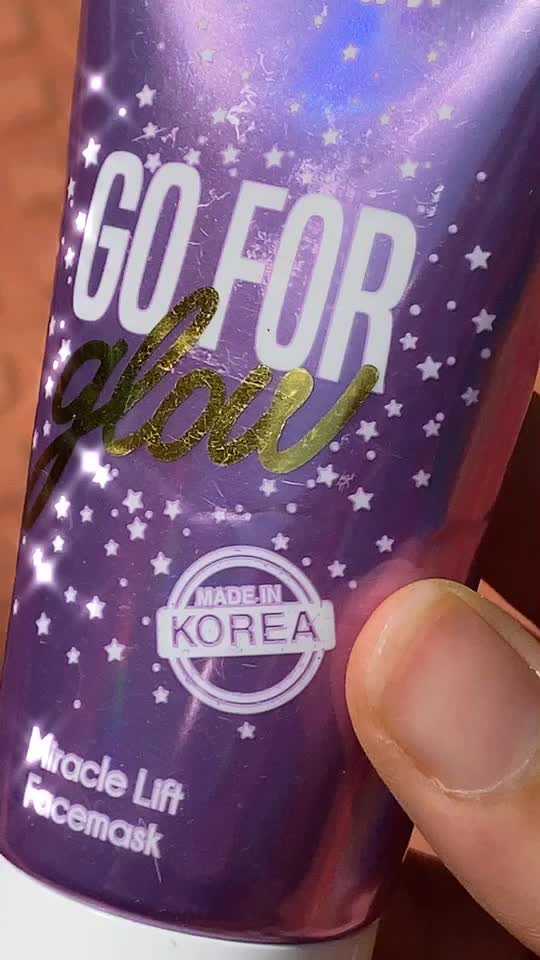 GO FOR
glow
MADE IN
KOREA
Miracle Lift
Facemask